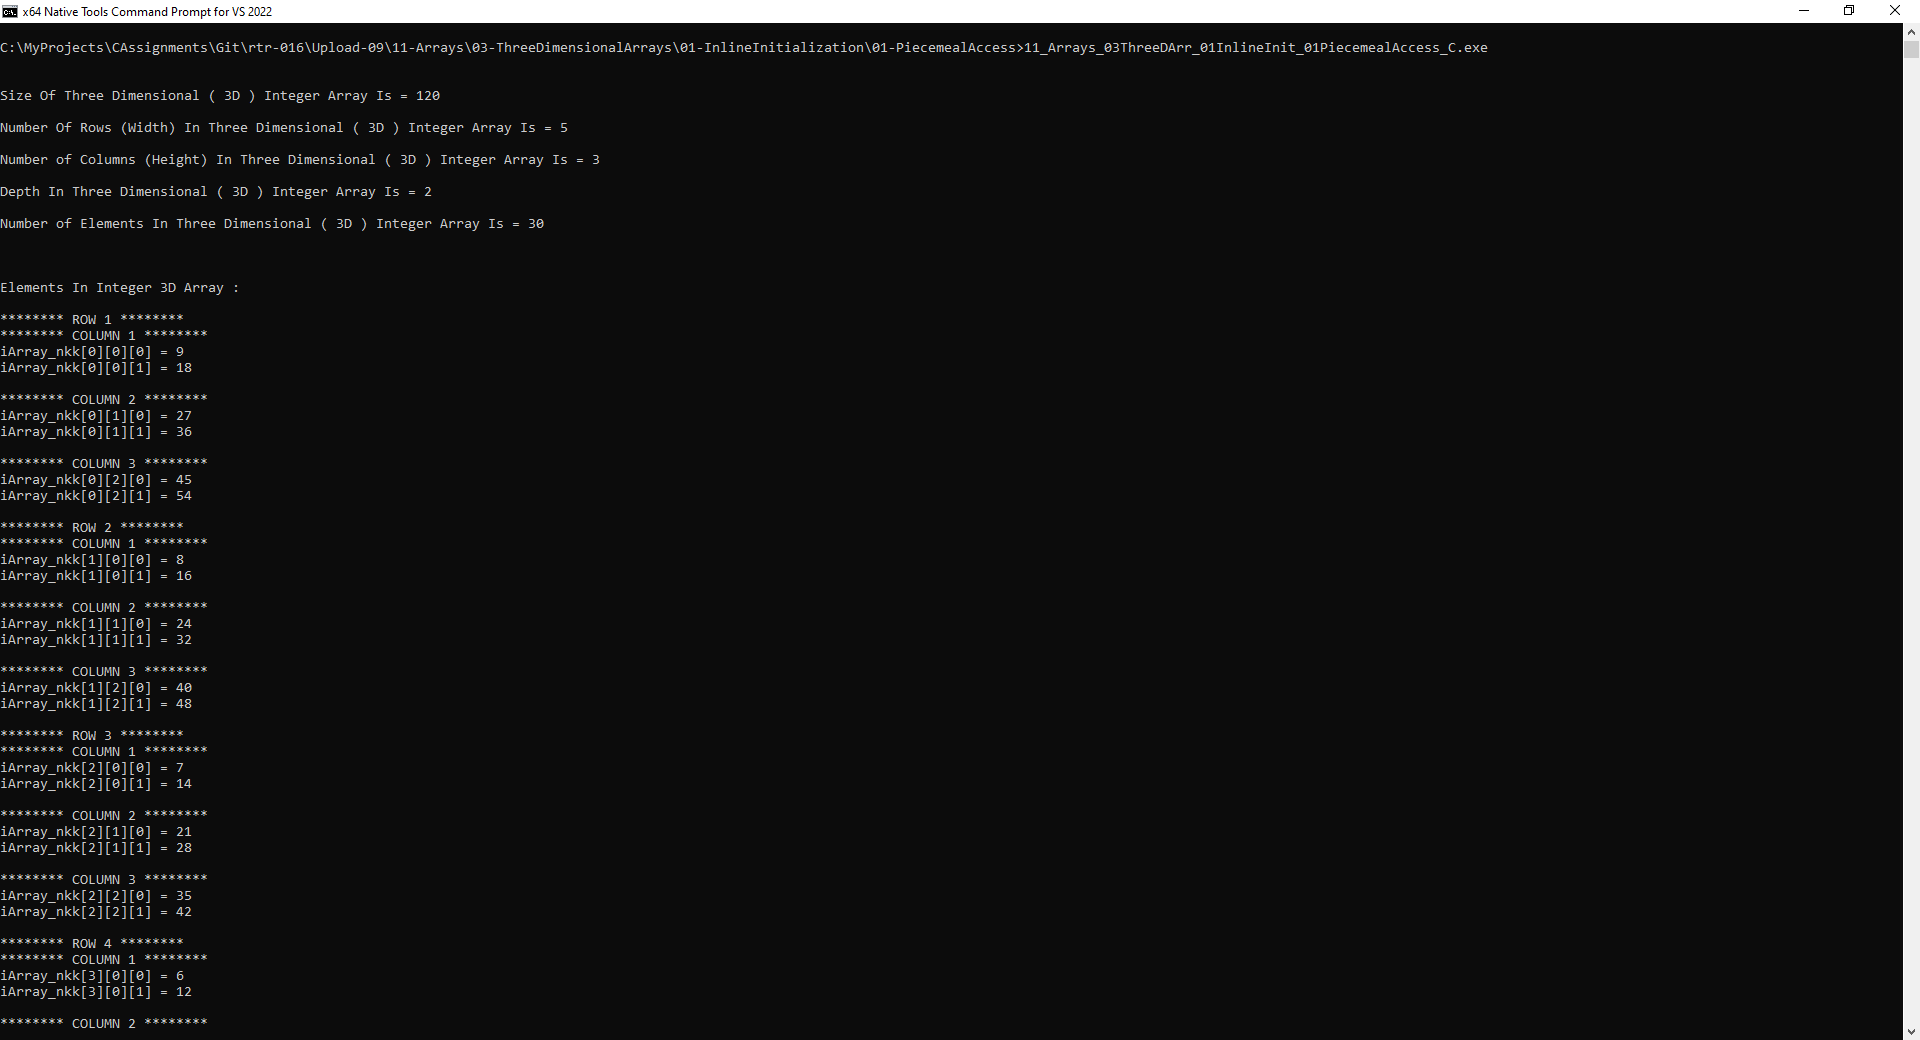 x64 Native Tools Command Prompt for VS 2022
C:\MyProjects\CAssignments\Git\rtr-016\Upload-09\11-Arrays\03-ThreeDimensionalArrays\01-InlineInitialization\01-PiecemealAccess>11_Arrays_03ThreeDArr_01InlineInit_01PiecemealAccess_C.exe
Size Of Three Dimensional ( 3D ) Integer Array Is = 120
Number Of Rows (Width) In Three Dimensional ( 3D ) Integer Array Is = 5
Number of Columns (Height) In Three Dimensional ( 3D ) Integer Array Is = 3
Depth In Three Dimensional ( 3D ) Integer Array Is = 2
Number of Elements In Three Dimensional ( 3D ) Integer Array Is = 30
Elements In Integer 3D Array :
******** ROW 1 ********
******** COLUMN 1 ********
iArray_nkk[0][0][0] = 9
iArray_nkk[0][0][1] = 18
******** COLUMN 2 ********
iArray_nkk[0][1][0] = 27
iArray_nkk[0][1][1] = 36
******** COLUMN 3 ********
iArray_nkk[0][2][0] = 45
iArray_nkk[0][2][1] = 54
******** ROW 2 ********
******** COLUMN 1 ********
iArray_nkk[1][0][0] = 8
iArray_nkk[1][0][1] = 16
******** COLUMN 2 ********
iArray_nkk[1][1][0] = 24
iArray_nkk[1][1][1] = 32
******** COLUMN 3 ********
iArray_nkk[1][2][0] = 40
iArray_nkk[1][2][1] = 48
******** ROW 3 ********
******** COLUMN 1 ********
iArray_nkk[2][0][0] = 7
iArray_nkk[2][0][1] = 14
******** COLUMN 2 ********
iArray_nkk[2][1][0] = 21
iArray_nkk[2][1][1] = 28
******** COLUMN 3 ********
iArray_nkk[2][2][0] = 35
iArray_nkk[2][2][1] = 42
******** ROW 4 ********
******** COLUMN 1 ********
iArray_nkk[3][0][0] = 6
iArray_nkk[3][0][1] = 12
******** COLUMN 2 ********